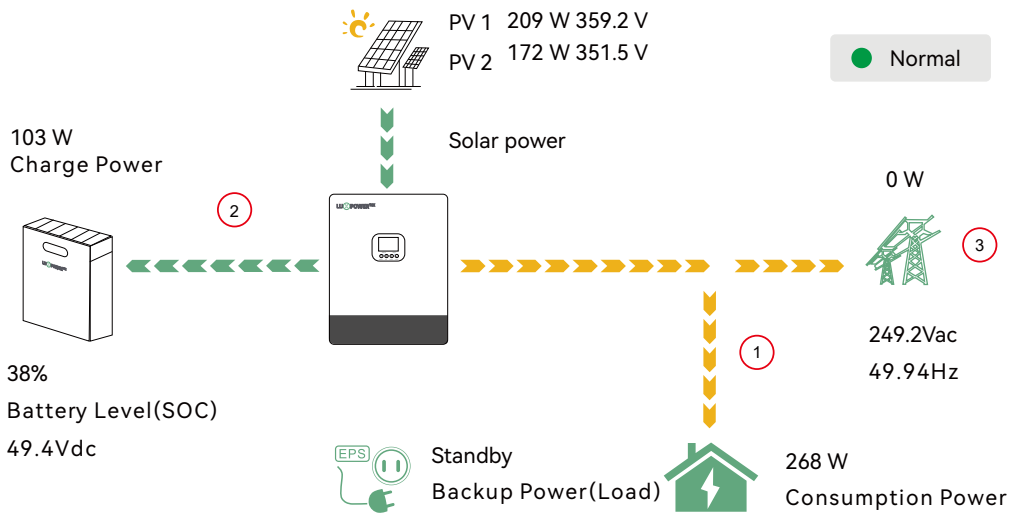 PV 1 209 W 359.2 V
PV 2 172 W 351.5 V
Normal
Solar power
103 W
Charge Power
0 W
2
3
LUXPOWERTEK
249.2Vac
49.94Hz
1
38%
Battery Level(SOC)
49.4Vdc
EPS
Standby
Backup Power(Load)
268 W
Consumption Power